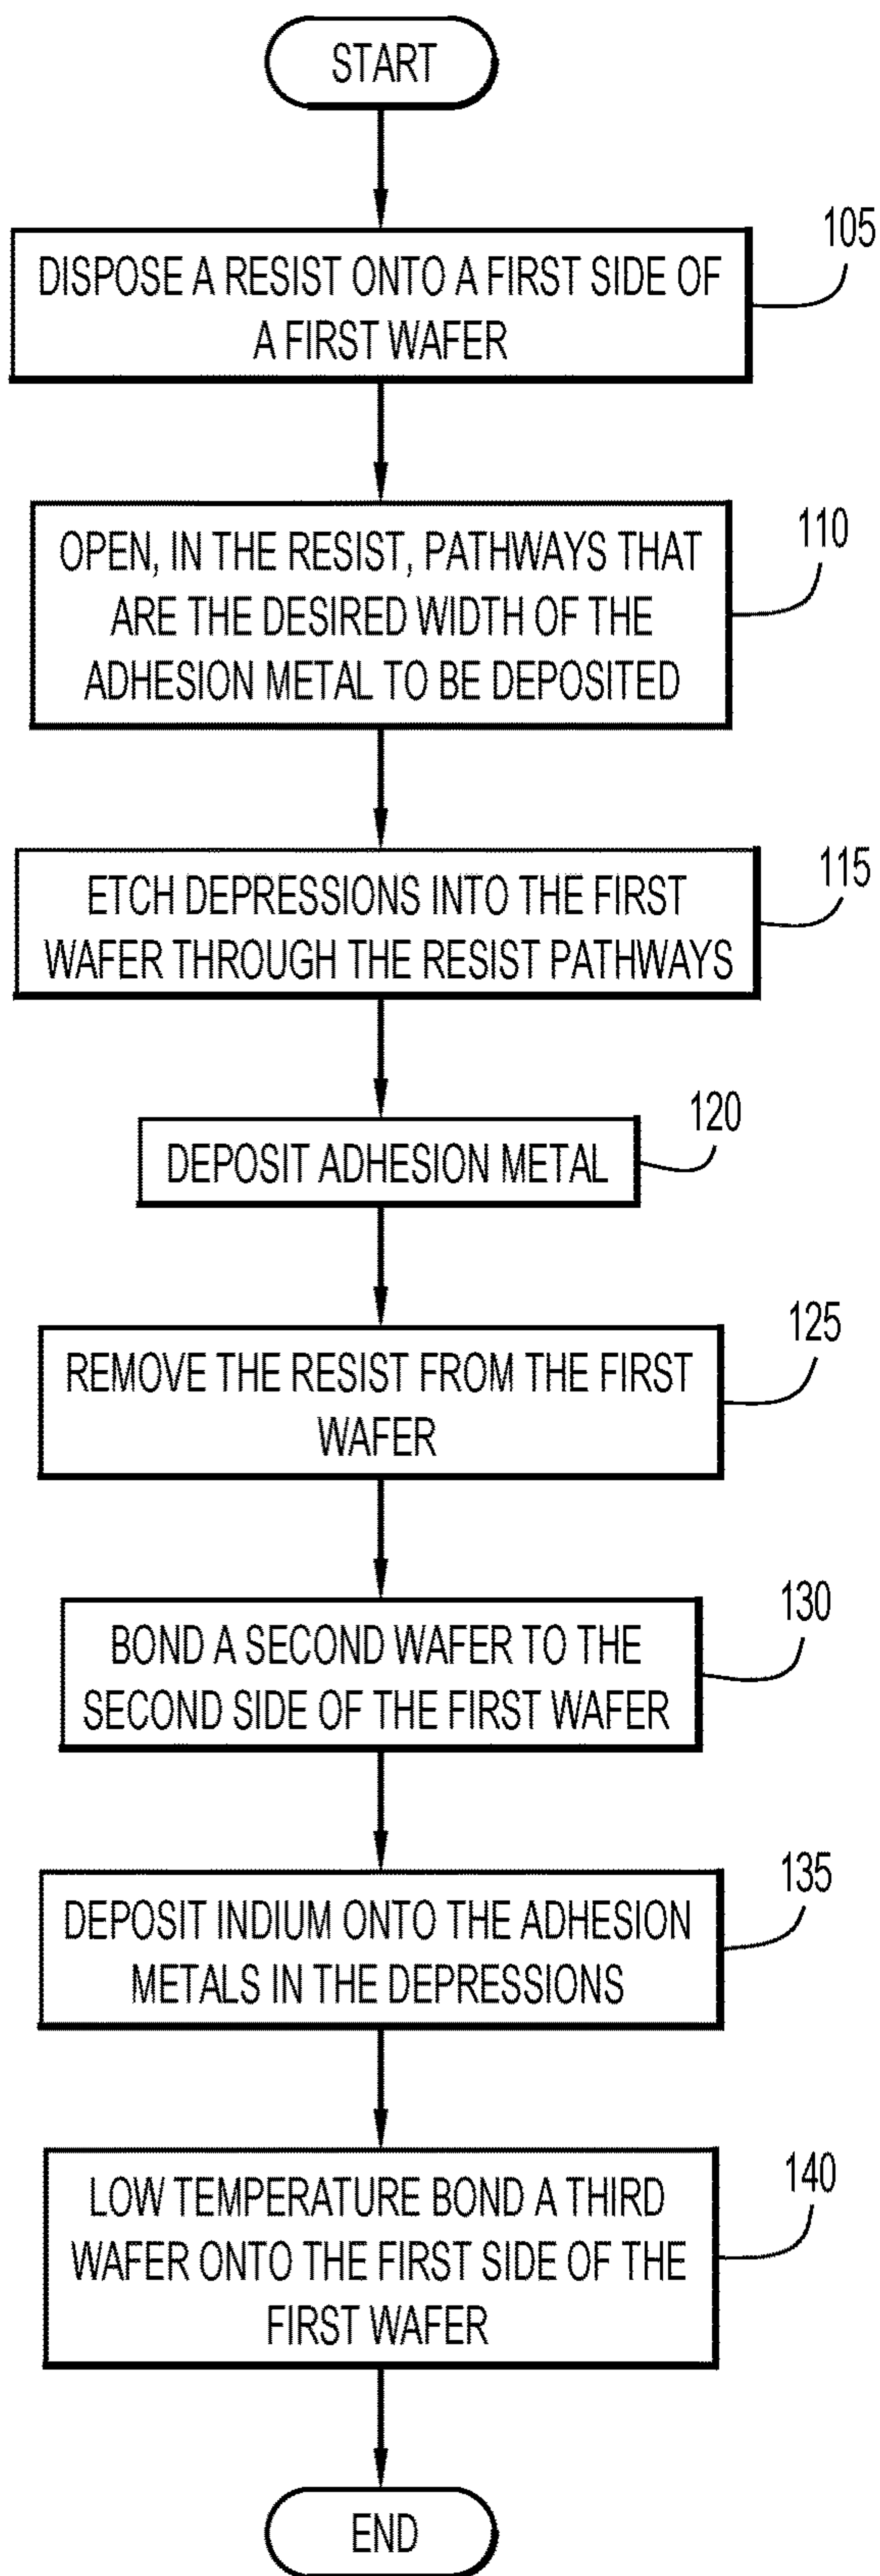 START
105
DISPOSE A RESIST ONTO A FIRST SIDE OF
A FIRST WAFER
110
OPEN, IN THE RESIST, PATHWAYS THAT
ARE THE DESIRED WIDTH OF THE
ADHESION METAL TO BE DEPOSITED
115
ETCH DEPRESSIONS INTO THE FIRST
WAFER THROUGH THE RESIST PATHWAYS
120
DEPOSIT ADHESION METAL
125
REMOVE THE RESIST FROM THE FIRST
WAFER
130
BOND A SECOND WAFER TO THE
SECOND SIDE OF THE FIRST WAFER
135
DEPOSIT INDIUM ONTO THE ADHESION
METALS IN THE DEPRESSIONS
140
LOW TEMPERATURE BOND A THIRD
WAFER ONTO THE FIRST SIDE OF THE
FIRST WAFER
END